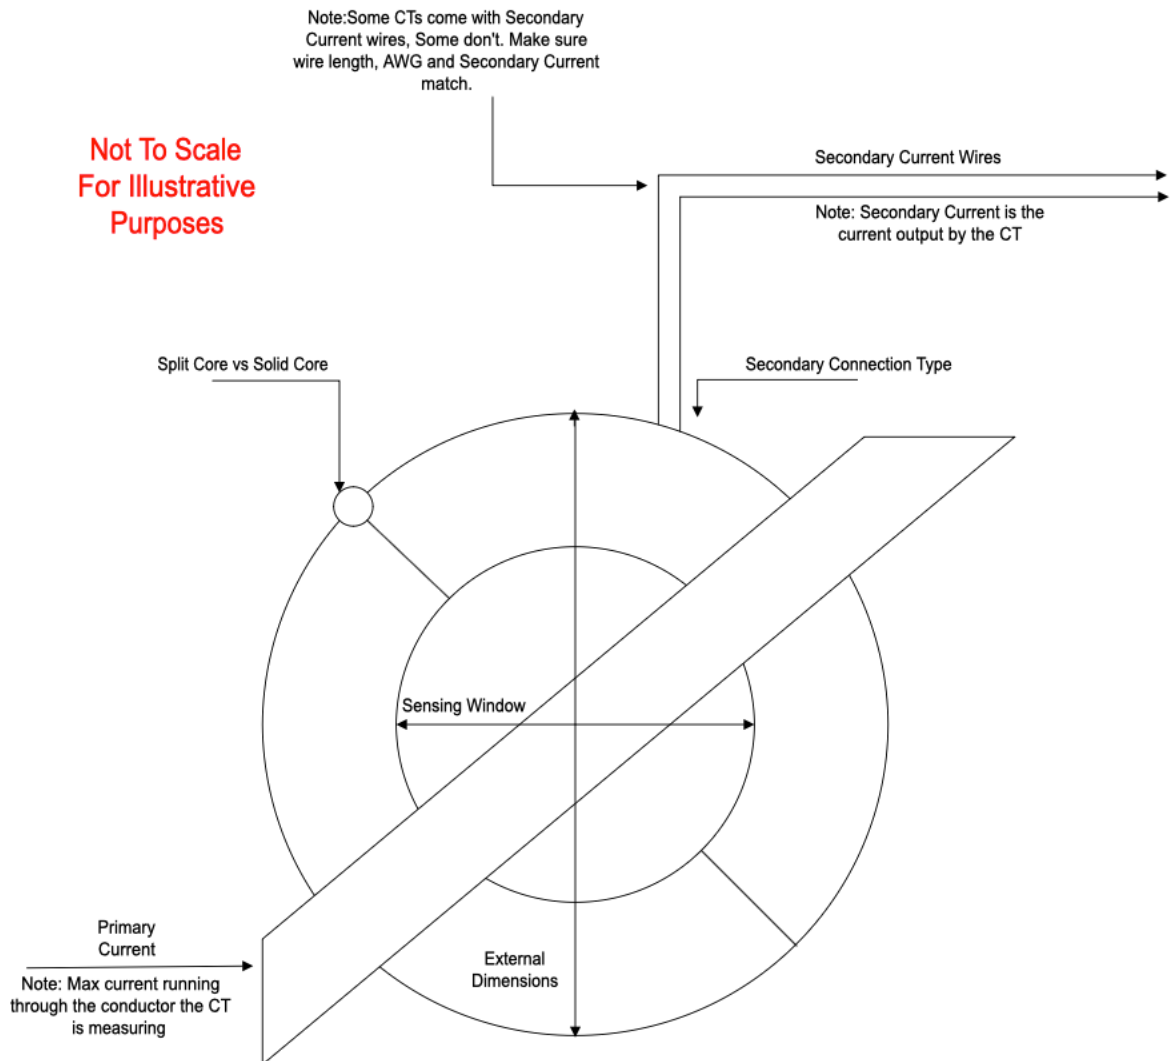 Note:Some CTs come with Secondary
Current wires, Some don't. Make sure
wire length, AWG and Secondary Current
match.
Not To Scale
For Illustrative
Purposes
Secondary Current Wires
Note: Secondary Current is the
current output by the CT
Split Core vs Solid Core
Secondary Connection Type
Sensing Window
Primary
Current
Note: Max current running
through the conductor the CT
is measuring
External
Dimensions